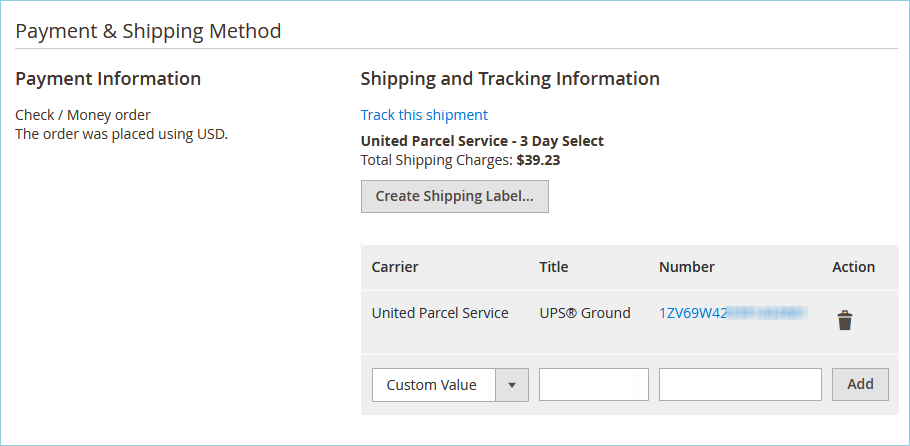 Payment & Shipping Method
Payment Information
Check / Money order
The order was placed using USD.
Shipping and Tracking Information
Track this shipment
United Parcel Service - 3 Day Select
Total Shipping Charges: $39.23
Create Shipping Label...
Carrier Title Number Action
United Parcel Service UPS® Ground 1ZV69W42
Custom Value Add